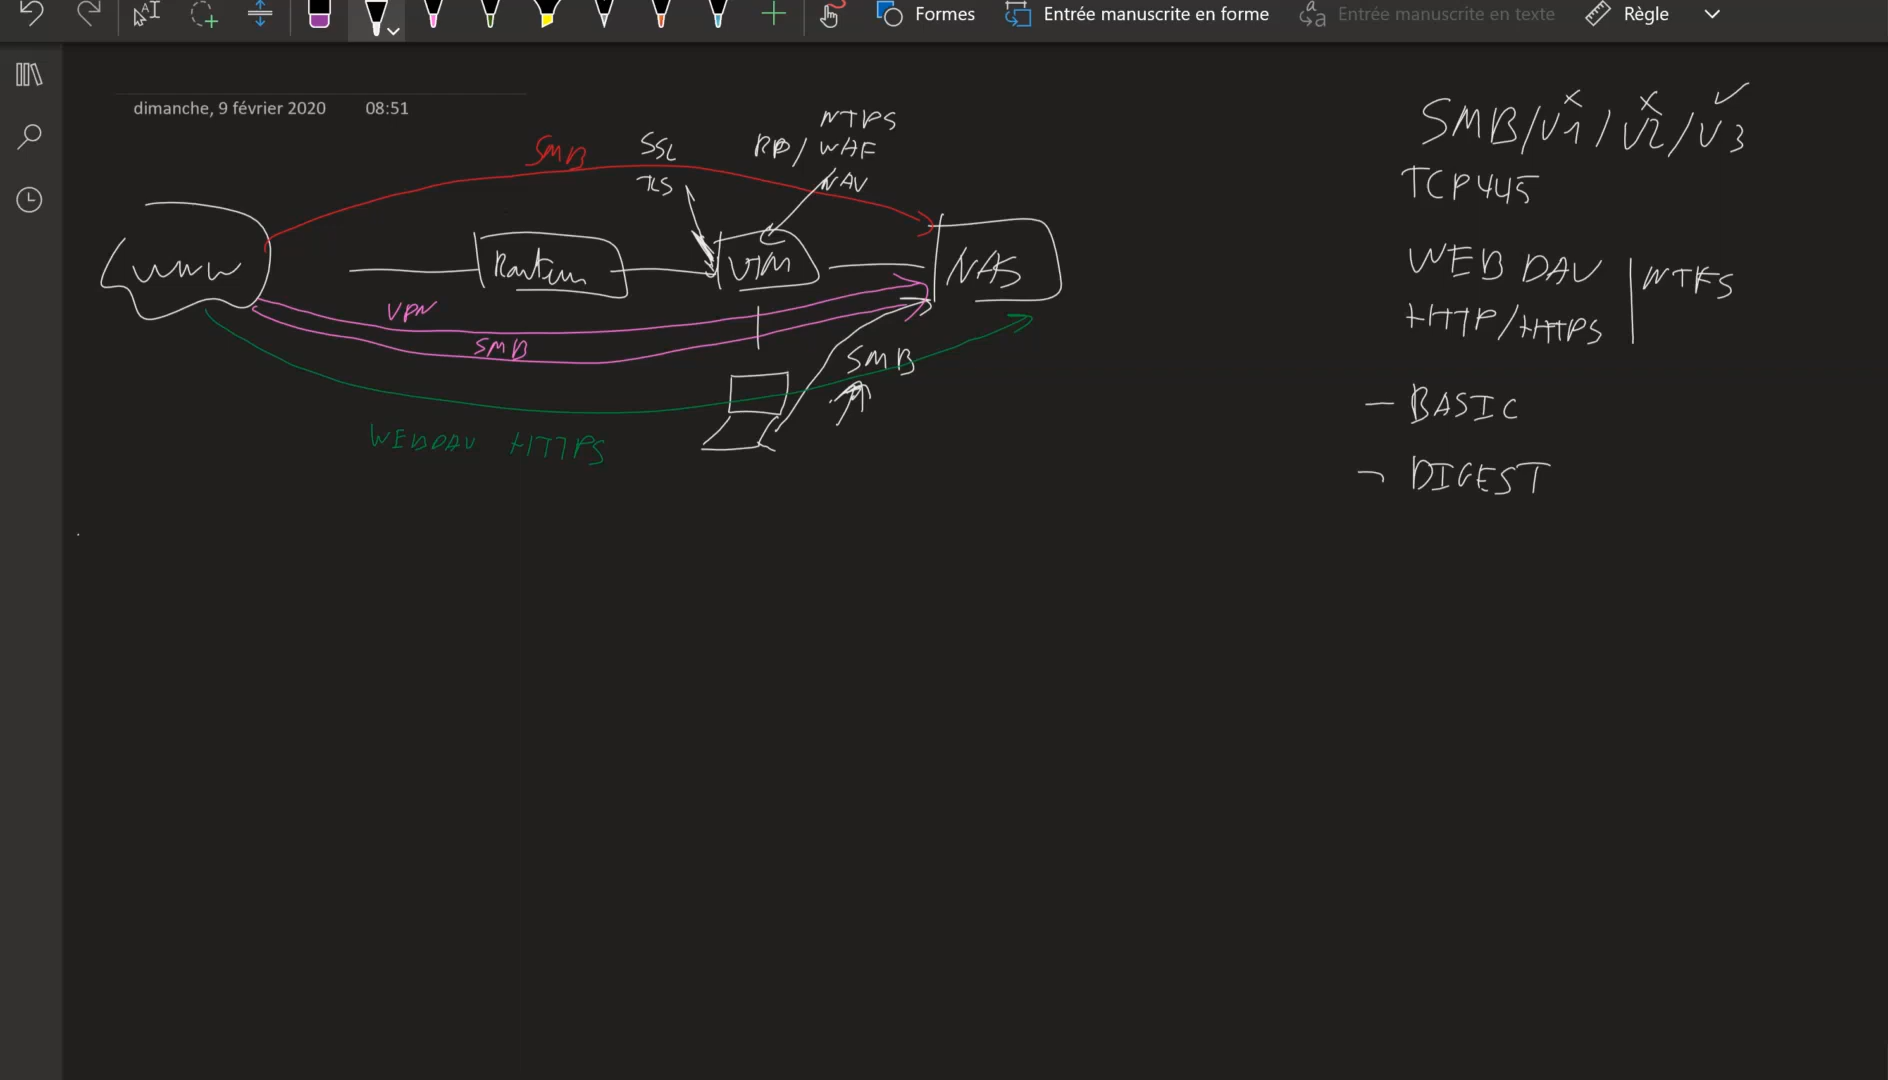 Formes Entrée manuscrite en forme Entrée manuscrite en texte Règle
dimanche, 9 février 2020 08:51
SMB
SSL
TLS
NTPS
RP/ WAF
NAV
www
Routeur
UTM
NAS
VPN
SMB
SMB
WEBDAV HTTPS
SMB/V1/V2/V3
TCP445
WEB DAV
HTTP/HTTPS
NTFS
- BASIC
- DIGEST